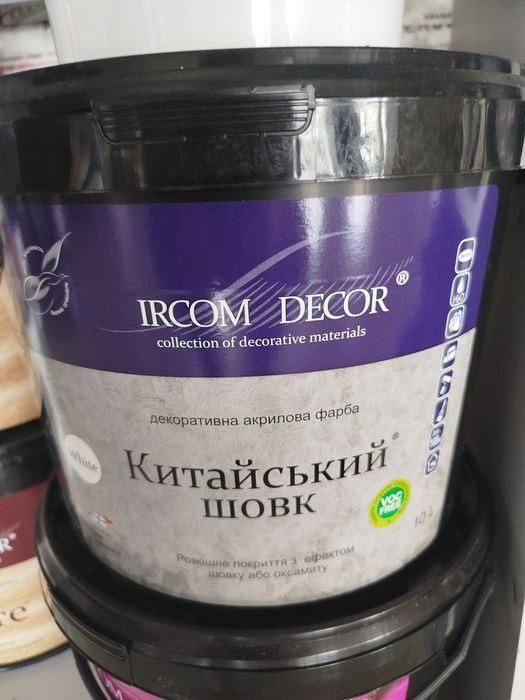 IRCOM DECOR®
collection of decorative materials
декоративна акрилова фарба
White
Китайський®
шовк
VOC
FREE
10 L
Розкішне покриття з ефектом
шовку або оксамиту